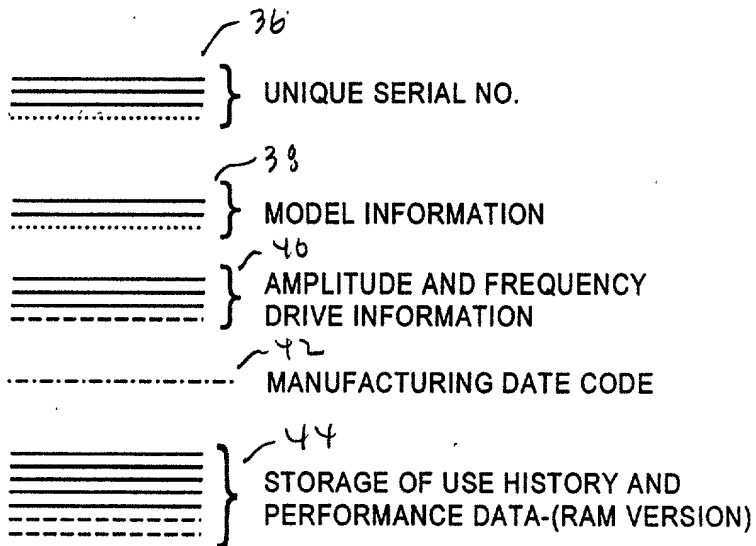 36
UNIQUE SERIAL NO.
38
MODEL INFORMATION
40
AMPLITUDE AND FREQUENCY
DRIVE INFORMATION
42
MANUFACTURING DATE CODE
44
STORAGE OF USE HISTORY AND
PERFORMANCE DATA-(RAM VERSION)